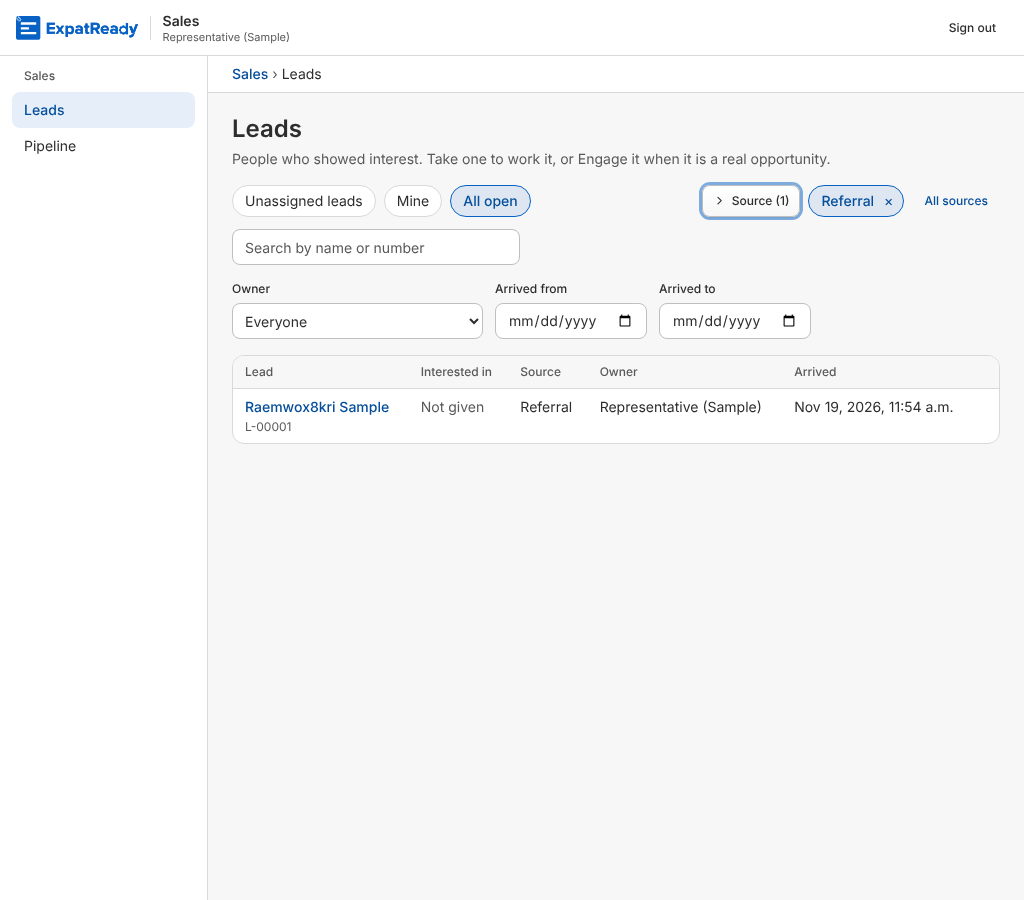 ExpatReady
Sales
Representative (Sample)
Sign out
Sales
Leads
Pipeline
Sales › Leads
Leads
People who showed interest. Take one to work it, or Engage it when it is a real opportunity.
Unassigned leads Mine All open Source (1) Referral × All sources
Search by name or number
Owner Arrived from Arrived to
Everyone mm/dd/yyyy mm/dd/yyyy
Lead Interested in Source Owner Arrived
Raemwox8kri Sample Not given Referral Representative (Sample) Nov 19, 2026, 11:54 a.m.
L-00001